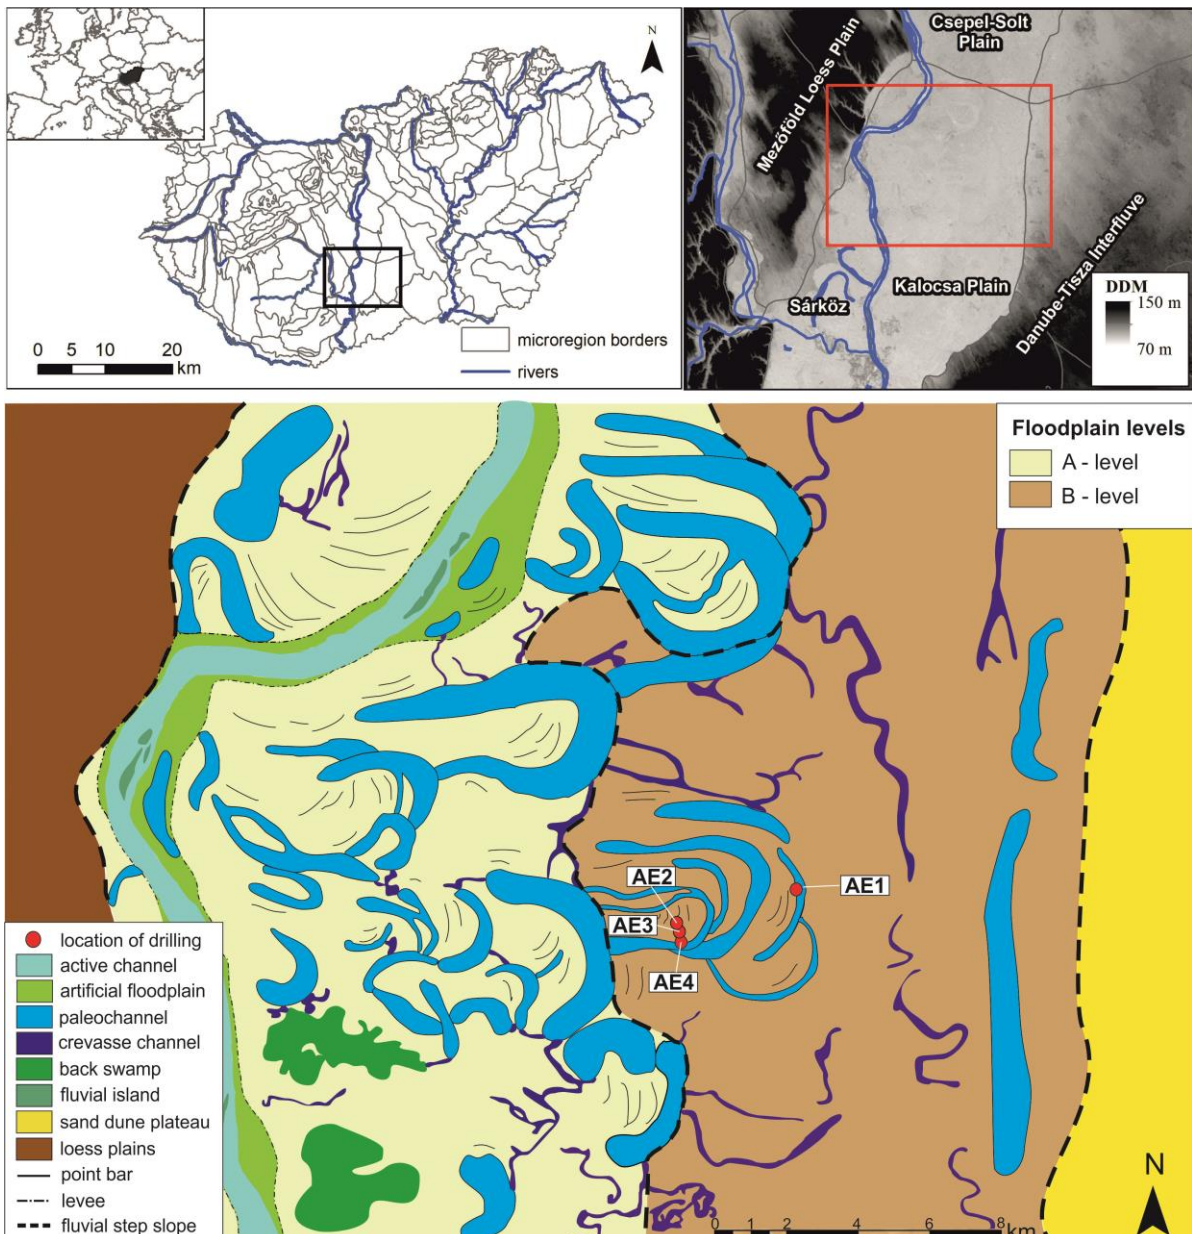 N
0 5 10 20
km
microregion borders
rivers
Csepel-Solt
Plain
Mezőföld Loess Plain
Kalocsa Plain
Sárköz
Danube-Tisza Interfluve
DDM
150 m
70 m
Floodplain levels
A - level
B - level
AE1
AE2
AE3
AE4
location of drilling
active channel
artificial floodplain
paleochannel
crevasse channel
back swamp
fluvial island
sand dune plateau
loess plains
point bar
levee
fluvial step slope
N
0 1 2 4 6 8
km